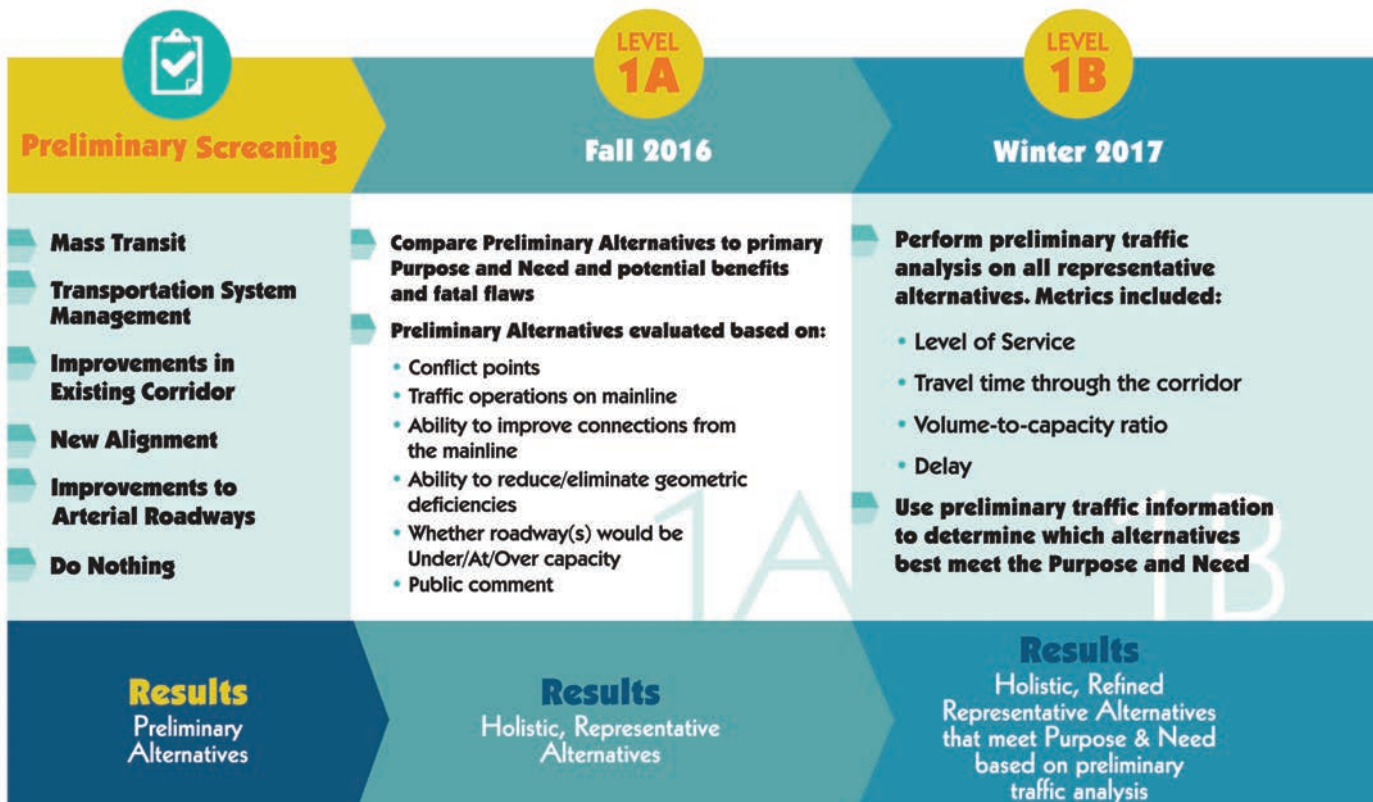 Preliminary Screening
Mass Transit
Transportation System
Management
Improvements in
Existing Corridor
New Alignment
Improvements to
Arterial Roadways
Do Nothing
Results
Preliminary
Alternatives
LEVEL
1A
Fall 2016
Compare Preliminary Alternatives to primary
Purpose and Need and potential benefits
and fatal flaws
Preliminary Alternatives evaluated based on:
• Conflict points
• Traffic operations on mainline
• Ability to improve connections from
the mainline
• Ability to reduce/eliminate geometric
deficiencies
• Whether roadway(s) would be
Under/At/Over capacity
• Public comment
1A
Results
Holistic, Representative
Alternatives
LEVEL
1B
Winter 2017
Perform preliminary traffic
analysis on all representative
alternatives. Metrics included:
• Level of Service
• Travel time through the corridor
• Volume-to-capacity ratio
• Delay
Use preliminary traffic information
to determine which alternatives
best meet the Purpose and Need
1B
Results
Holistic, Refined
Representative Alternatives
that meet Purpose & Need
based on preliminary
traffic analysis